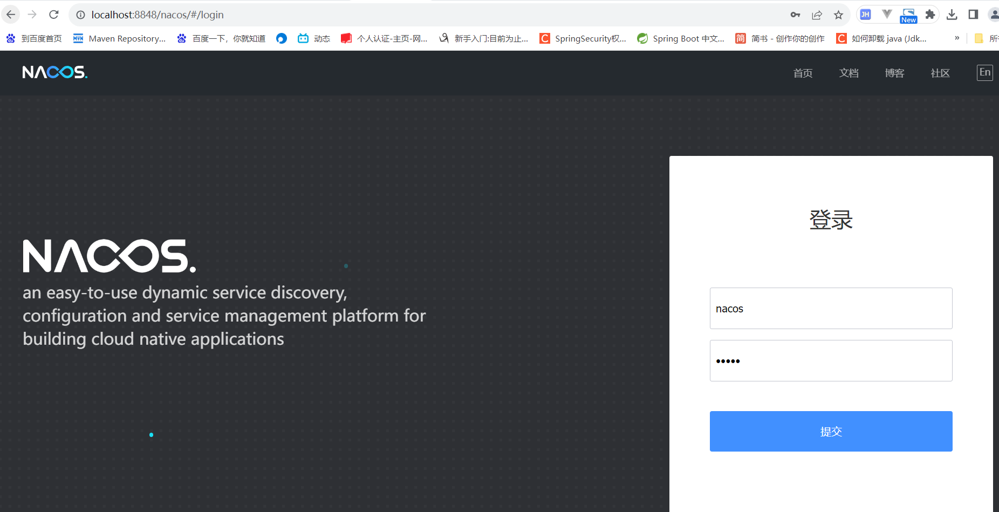 localhost:8848/nacos/#/login
New
到百度首页 Maven Repository... 百度一下，你就知道 动态 个人认证-主页-网... 新手入门:目前为止... SpringSecurity权... Spring Boot 中文... 简书 - 创作你的创作 如何卸载 java (Jdk... »
NACOS. 首页 文档 博客 社区 En
登录
NACOS.
an easy-to-use dynamic service discovery,
configuration and service management platform for
building cloud native applications
nacos
•••••
提交